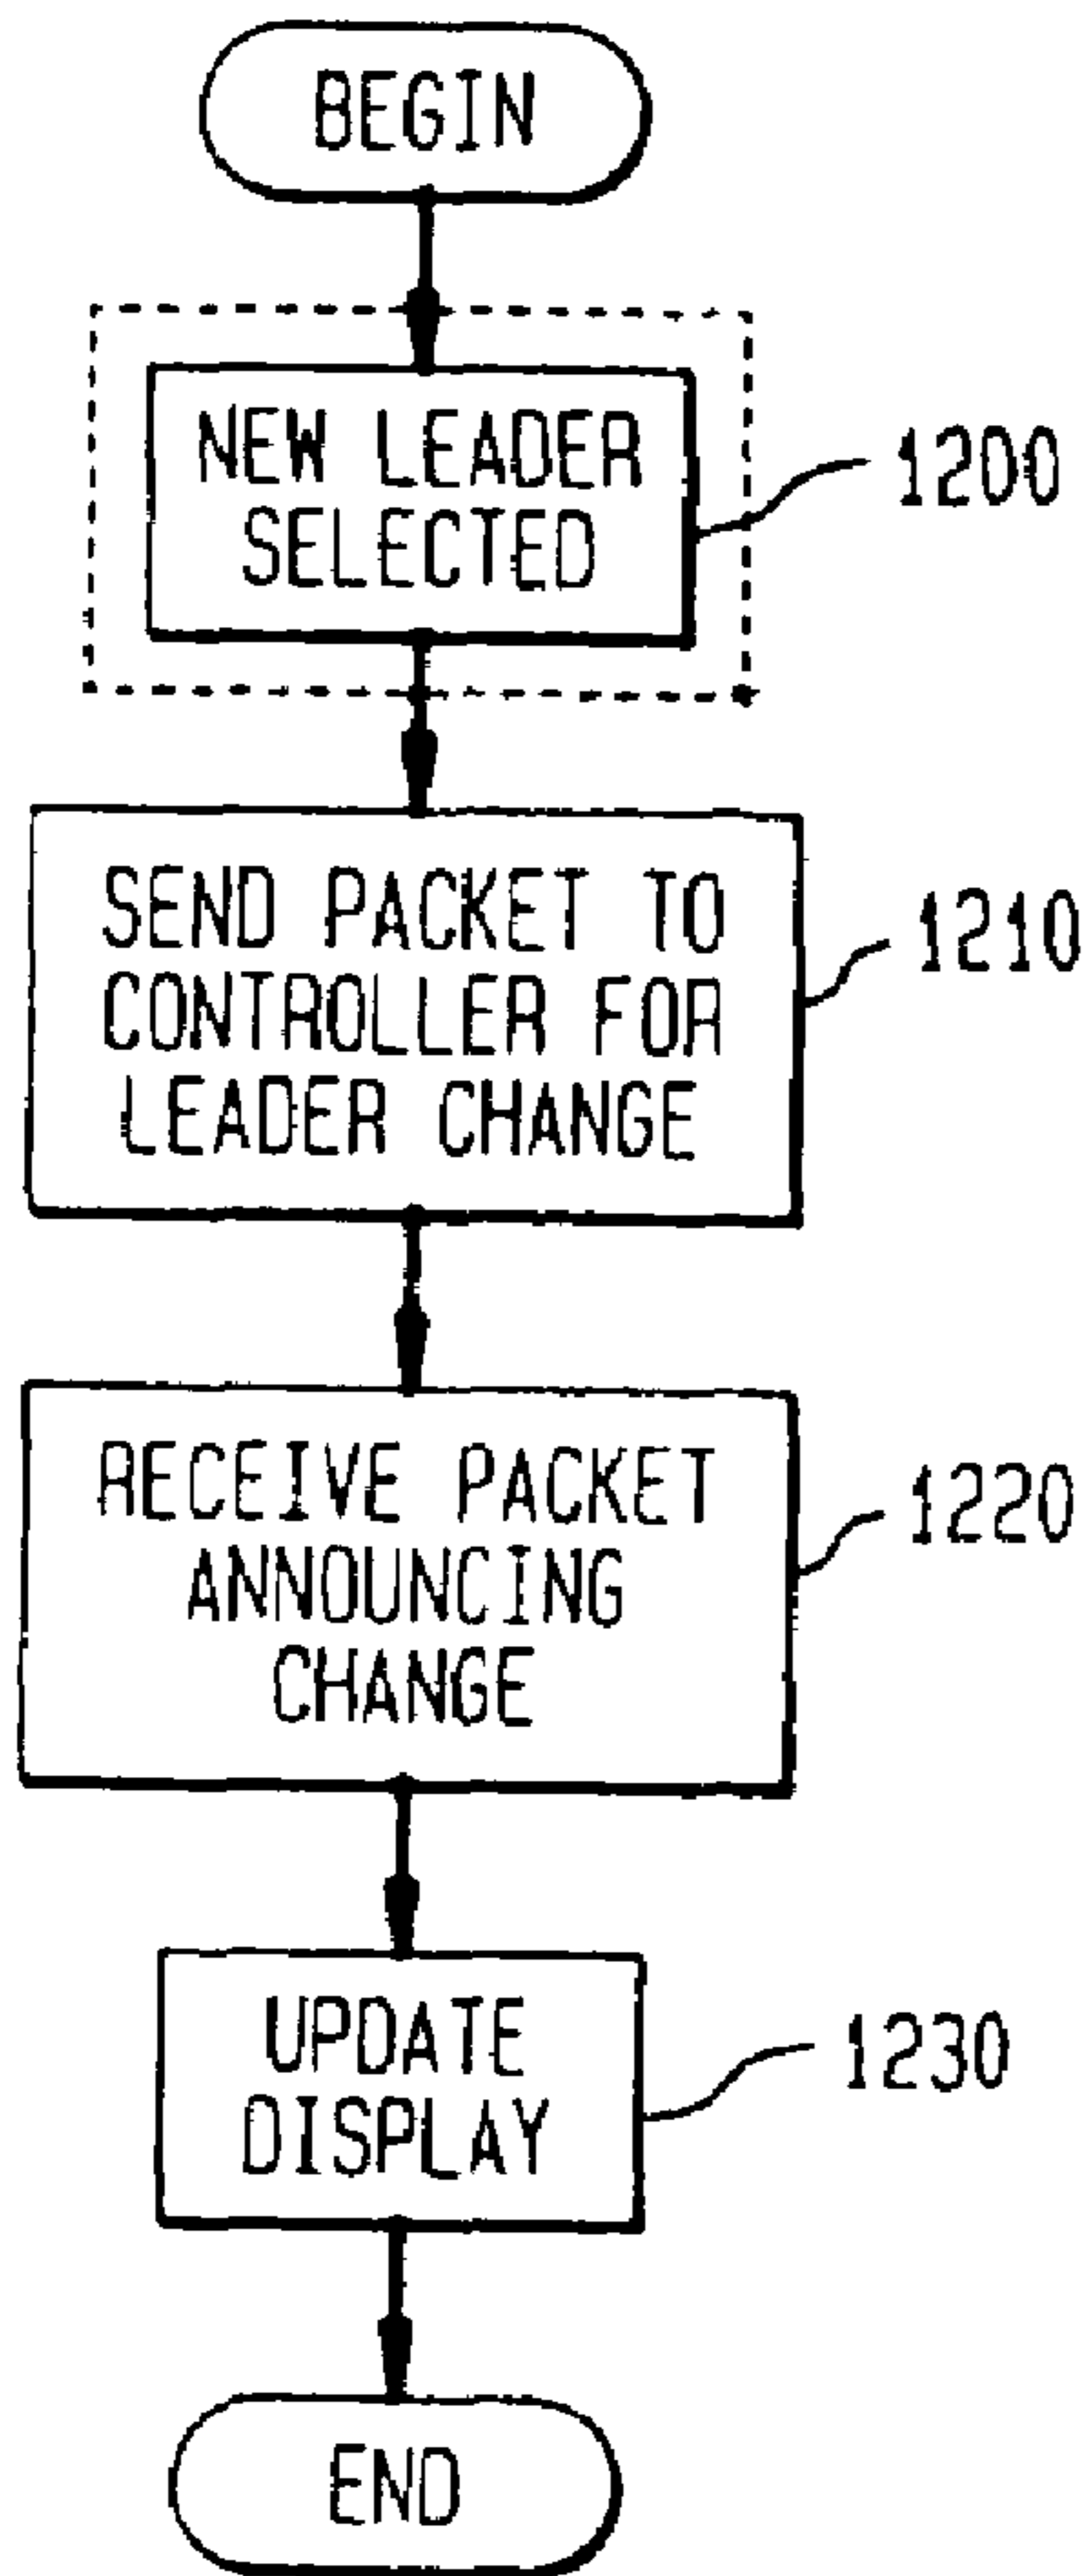 BEGIN
NEW LEADER
SELECTED
1200
SEND PACKET TO
CONTROLLER FOR
LEADER CHANGE
1210
RECEIVE PACKET
ANNOUNCING
CHANGE
1220
UPDATE
DISPLAY
1230
END